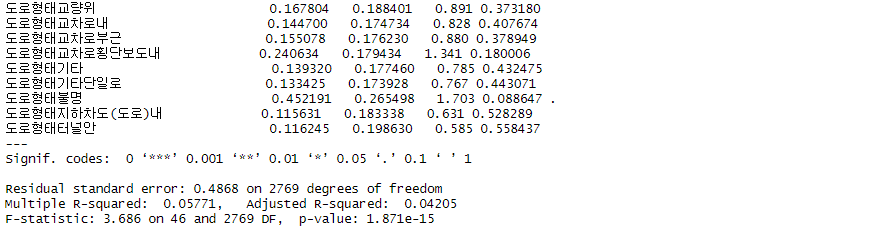 도로형태교량위 0.167804 0.188401 0.891 0.373180
도로형태교차로내 0.144700 0.174734 0.828 0.407674
도로형태교차로부근 0.155078 0.176230 0.880 0.378949
도로형태교차로횡단보도내 0.240634 0.179434 1.341 0.180006
도로형태기타 0.139320 0.177460 0.785 0.432475
도로형태기타단일로 0.133425 0.173928 0.767 0.443071
도로형태불명 0.452191 0.265498 1.703 0.088647 .
도로형태지하차도(도로)내 0.115631 0.183338 0.631 0.528289
도로형태터널안 0.116245 0.198630 0.585 0.558437
---
Signif. codes: 0 ‘***’ 0.001 ‘**’ 0.01 ‘*’ 0.05 ‘.’ 0.1 ‘ ’ 1
Residual standard error: 0.4868 on 2769 degrees of freedom
Multiple R-squared: 0.05771, Adjusted R-squared: 0.04205
F-statistic: 3.686 on 46 and 2769 DF, p-value: 1.871e-15